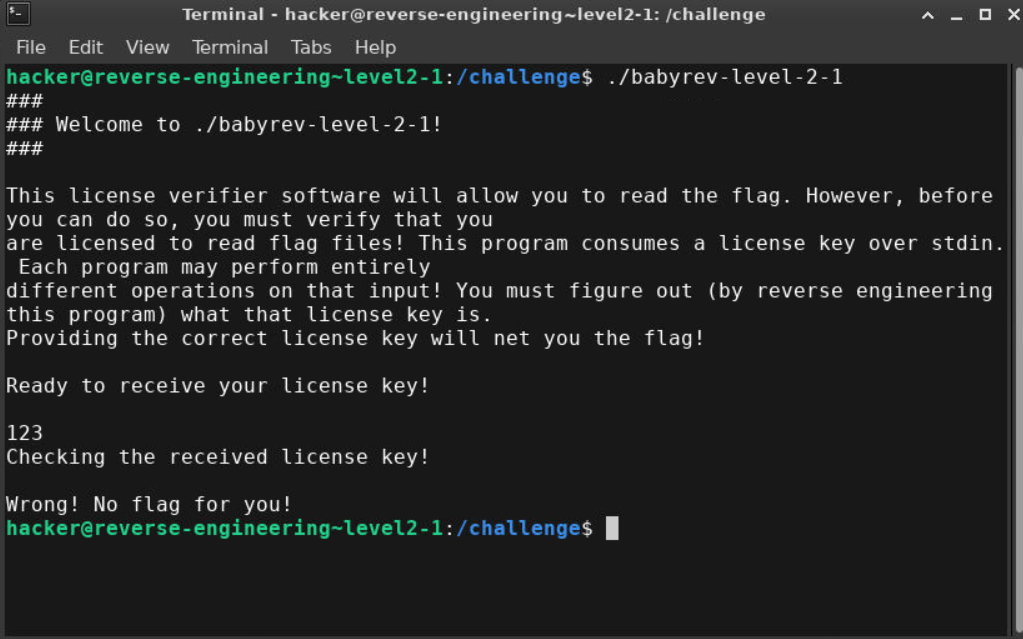 Terminal - hacker@reverse-engineering~level2-1: /challenge
File Edit View Terminal Tabs Help
hacker@reverse-engineering~level2-1:/challenge$ ./babyrev-level-2-1
###
### Welcome to ./babyrev-level-2-1!
###
This license verifier software will allow you to read the flag. However, before
you can do so, you must verify that you
are licensed to read flag files! This program consumes a license key over stdin.
Each program may perform entirely
different operations on that input! You must figure out (by reverse engineering
this program) what that license key is.
Providing the correct license key will net you the flag!
Ready to receive your license key!
123
Checking the received license key!
Wrong! No flag for you!
hacker@reverse-engineering~level2-1:/challenge$